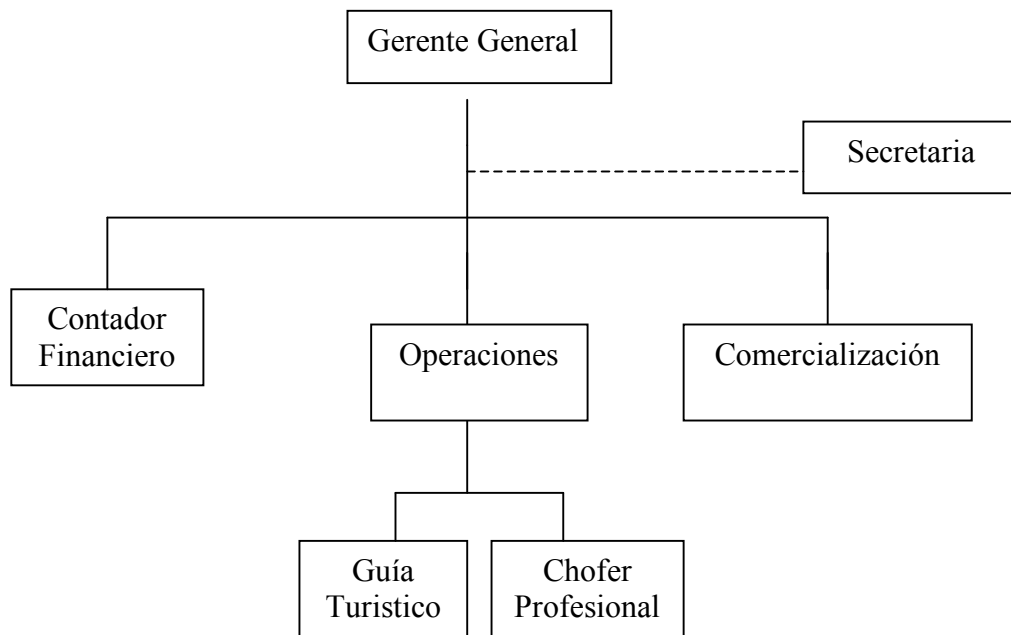 Gerente General
Secretaria
Contador
Financiero
Operaciones
Comercialización
Guía
Turistico
Chofer
Profesional